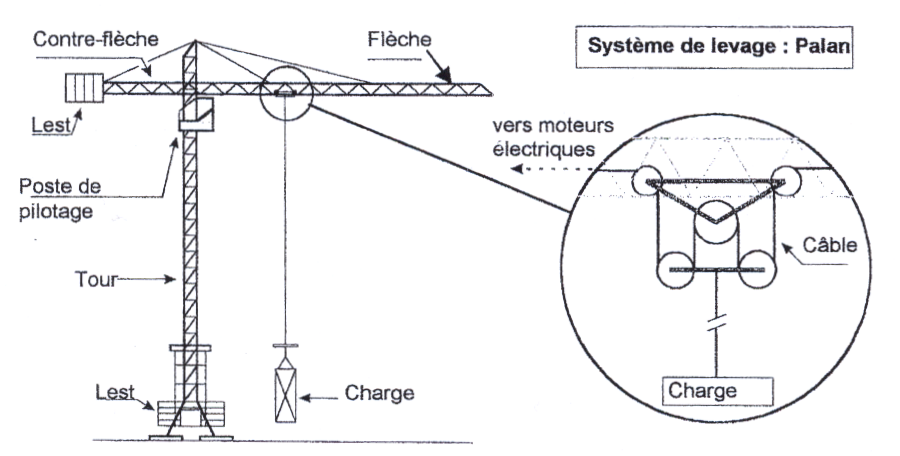 Contre-flèche
Flèche
Système de levage : Palan
Lest
vers moteurs
électriques
Poste de
pilotage
Câble
Tour
Lest
Charge
Charge